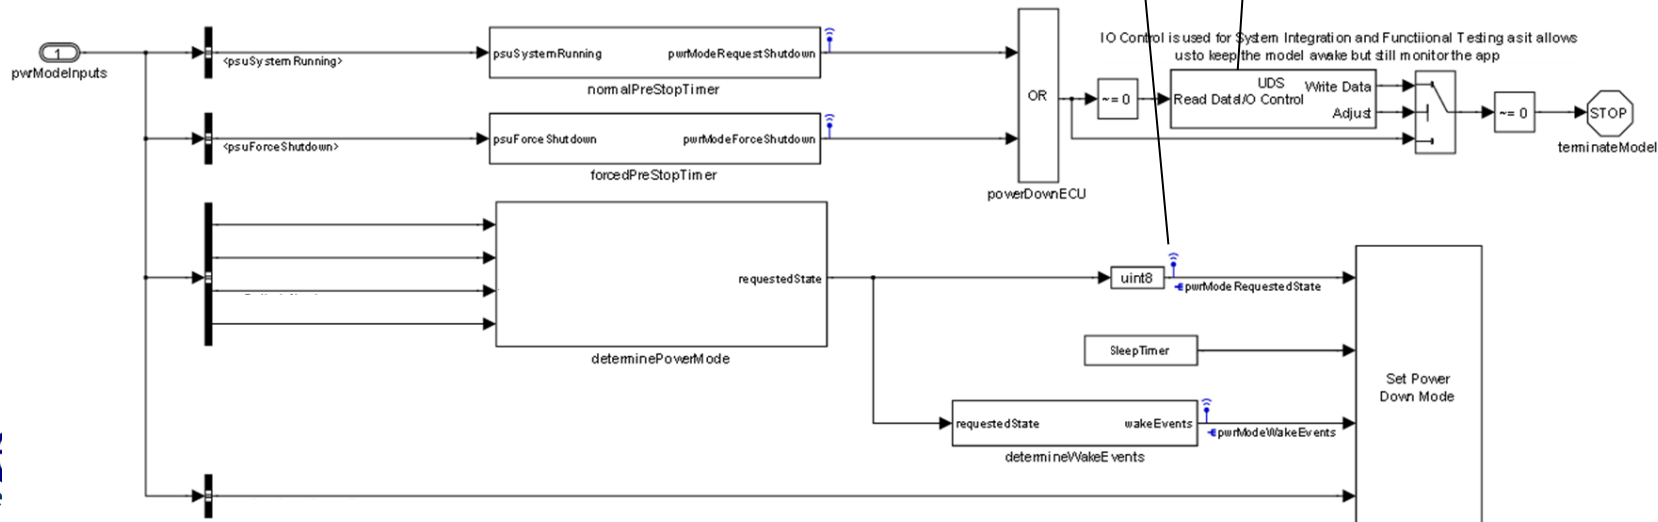 1
pwrModeInputs
<psuSystemRunning>
psuSystemRunning
pwrModeRequestShutdown
normalPreStopTimer
<psuForceShutdown>
psuForceShutdown
pwrModeForceShutdown
forcedPreStopTimer
OR
powerDownECU
IO Control is used for System Integration and Functiional Testing as it allows
us to keep the model awake but still monitor the app
~= 0
UDS
Read Data/IO Control
Write Data
Adjust
~= 0
STOP
terminateModel
requestedState
determinePowerMode
uint8
pwrModeRequestedState
SleepTimer
requestedState
wakeEvents
pwrModeWakeEvents
determineWakeEvents
Set Power
Down Mode